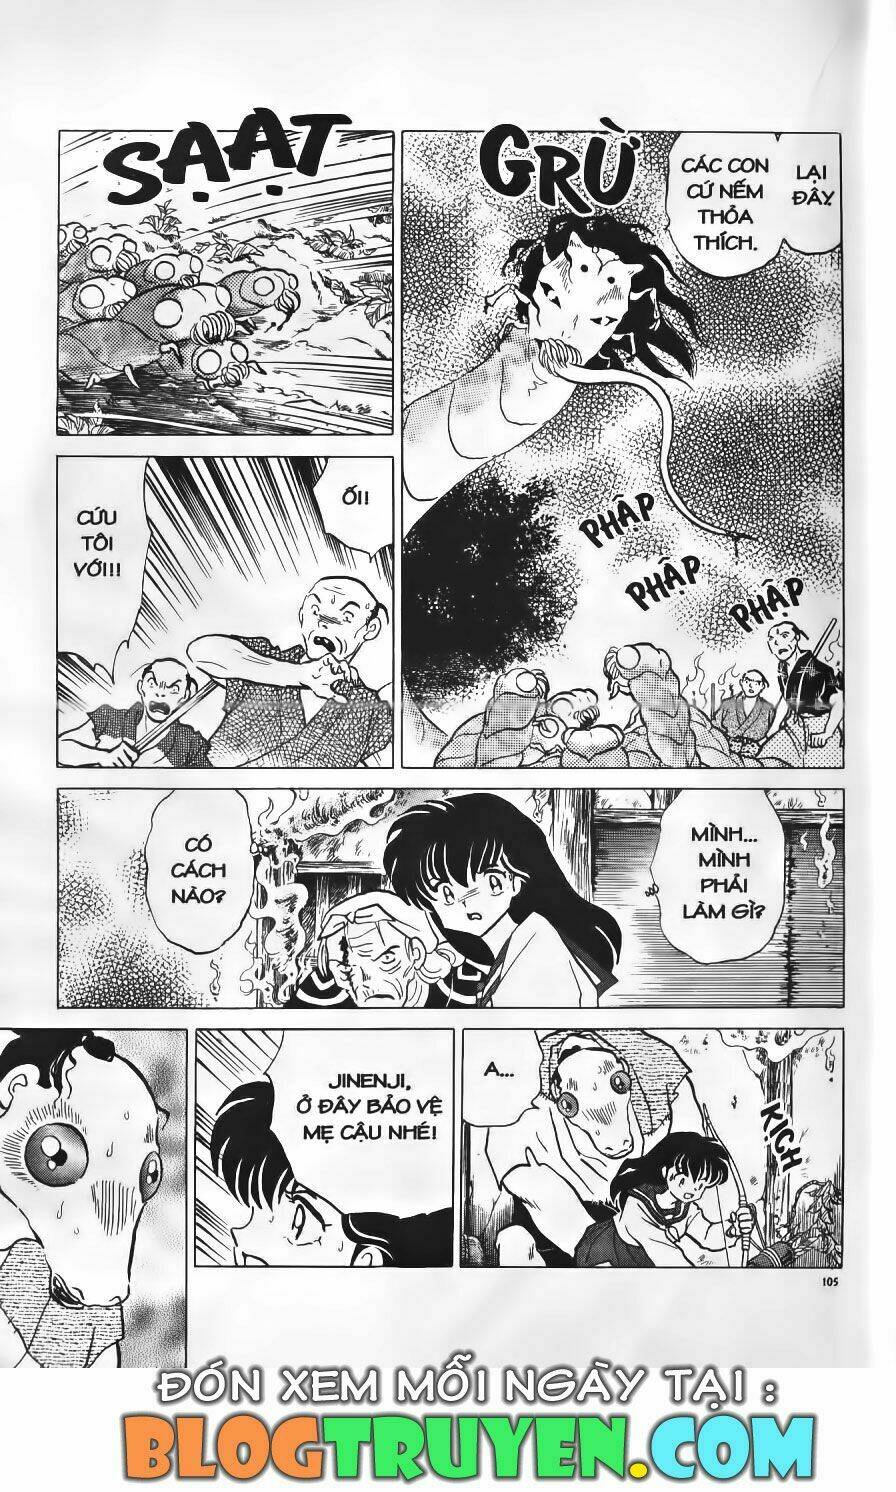 LẠI
ĐÂY.
CÁC CON
CỨ NẾM
THỎA
THÍCH.
GRỪ
PHẬP
PHẬP
PHẬP
SẠẠT
ỐI!
CỨU
TÔI
VỚI!!!
MÌNH...
MÌNH
PHẢI
LÀM GÌ?
CÓ
CÁCH
NÀO?
A...
KỊCH
JINENJI,
Ở ĐÂY BẢO VỆ
MẸ CẬU NHÉ!
105
ĐÓN XEM MỖI NGÀY TẠI :
BLOGTRUYEN.COM